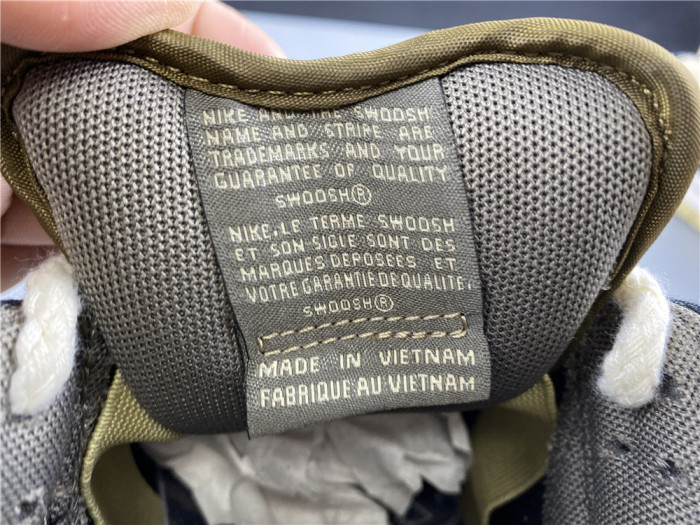 NIKE AND THE SWOOSH
NAME AND STRIPE ARE
TRADEMARKS AND YOUR
GUARANTEE OF QUALITY
SWOOSH®
NIKE, LE TERME SWOOSH
ET SON SIGLE SONT DES
MARQUES DEPOSEES ET
VOTRE GARANTIE DE QUALITE.
SWOOSH®
MADE IN VIETNAM
FABRIQUE AU VIETNAM